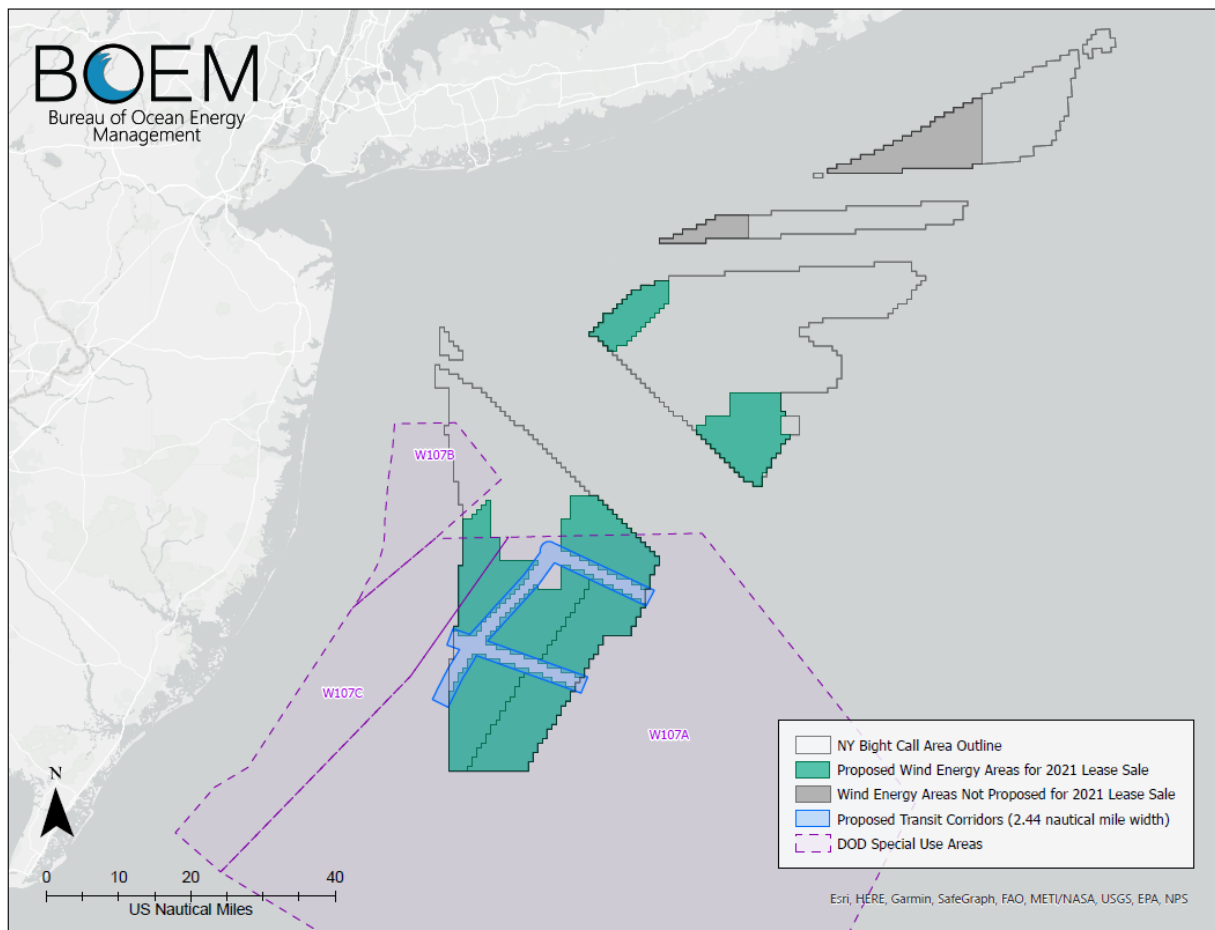 BOEM
Bureau of Ocean Energy
Management
W107B
W107C
W107A
N
0 10 20 40
US Nautical Miles
NY Bight Call Area Outline
Proposed Wind Energy Areas for 2021 Lease Sale
Wind Energy Areas Not Proposed for 2021 Lease Sale
Proposed Transit Corridors (2.44 nautical mile width)
DOD Special Use Areas
Esri, HERE, Garmin, SafeGraph, FAO, METI/NASA, USGS, EPA, NPS